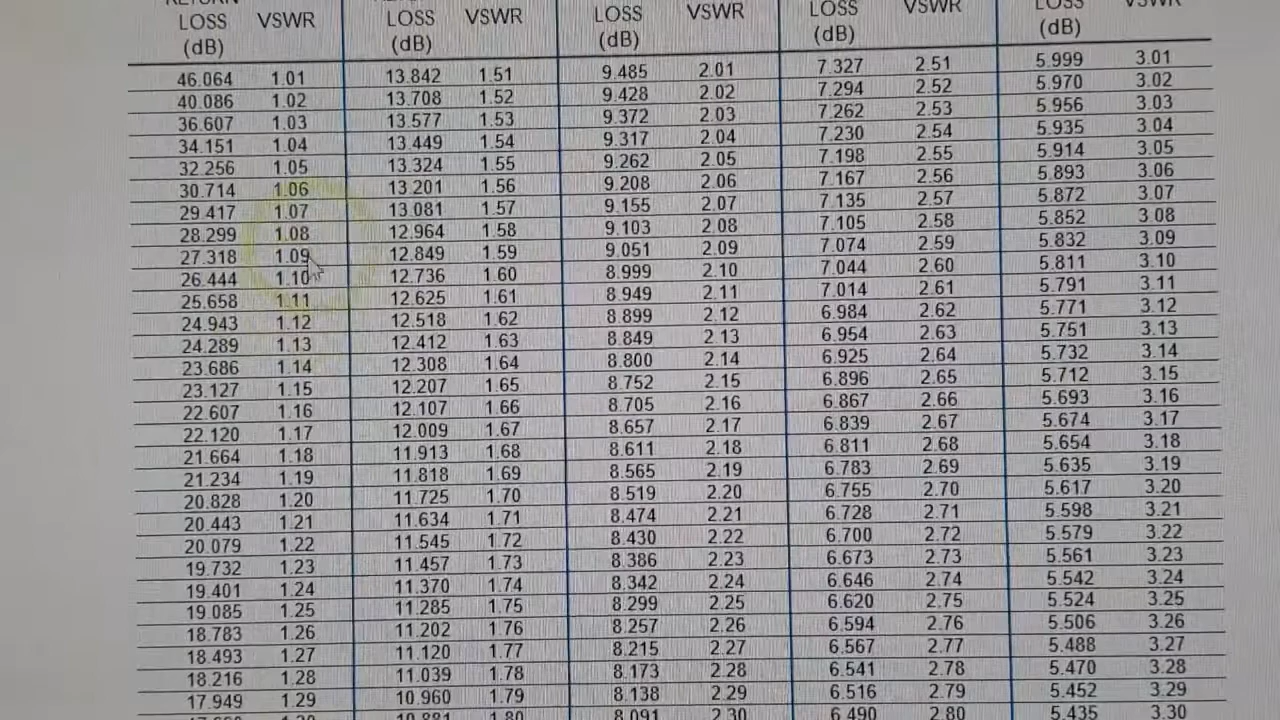 RETURN
LOSS VSWR LOSS VSWR LOSS VSWR LOSS VSWR LOSS VSWR
(dB) (dB) (dB) (dB) (dB)
46.064 1.01 13.842 1.51 9.485 2.01 7.327 2.51 5.999 3.01
40.086 1.02 13.708 1.52 9.428 2.02 7.294 2.52 5.970 3.02
36.607 1.03 13.577 1.53 9.372 2.03 7.262 2.53 5.956 3.03
34.151 1.04 13.449 1.54 9.317 2.04 7.230 2.54 5.935 3.04
32.256 1.05 13.324 1.55 9.262 2.05 7.198 2.55 5.914 3.05
30.714 1.06 13.201 1.56 9.208 2.06 7.167 2.56 5.893 3.06
29.417 1.07 13.081 1.57 9.155 2.07 7.135 2.57 5.872 3.07
28.299 1.08 12.964 1.58 9.103 2.08 7.105 2.58 5.852 3.08
27.318 1.09 12.849 1.59 9.051 2.09 7.074 2.59 5.832 3.09
26.444 1.10 12.736 1.60 8.999 2.10 7.044 2.60 5.811 3.10
25.658 1.11 12.625 1.61 8.949 2.11 7.014 2.61 5.791 3.11
24.943 1.12 12.518 1.62 8.899 2.12 6.984 2.62 5.771 3.12
24.289 1.13 12.412 1.63 8.849 2.13 6.954 2.63 5.751 3.13
23.686 1.14 12.308 1.64 8.800 2.14 6.925 2.64 5.732 3.14
23.127 1.15 12.207 1.65 8.752 2.15 6.896 2.65 5.712 3.15
22.607 1.16 12.107 1.66 8.705 2.16 6.867 2.66 5.693 3.16
22.120 1.17 12.009 1.67 8.657 2.17 6.839 2.67 5.674 3.17
21.664 1.18 11.913 1.68 8.611 2.18 6.811 2.68 5.654 3.18
21.234 1.19 11.818 1.69 8.565 2.19 6.783 2.69 5.635 3.19
20.828 1.20 11.725 1.70 8.519 2.20 6.755 2.70 5.617 3.20
20.443 1.21 11.634 1.71 8.474 2.21 6.728 2.71 5.598 3.21
20.079 1.22 11.545 1.72 8.430 2.22 6.700 2.72 5.579 3.22
19.732 1.23 11.457 1.73 8.386 2.23 6.673 2.73 5.561 3.23
19.401 1.24 11.370 1.74 8.342 2.24 6.646 2.74 5.542 3.24
19.085 1.25 11.285 1.75 8.299 2.25 6.620 2.75 5.524 3.25
18.783 1.26 11.202 1.76 8.257 2.26 6.594 2.76 5.506 3.26
18.493 1.27 11.120 1.77 8.215 2.27 6.567 2.77 5.488 3.27
18.216 1.28 11.039 1.78 8.173 2.28 6.541 2.78 5.470 3.28
17.949 1.29 10.960 1.79 8.138 2.29 6.516 2.79 5.452 3.29
1.80 8.091 2.30 6.490 2.80 5.435 3.30